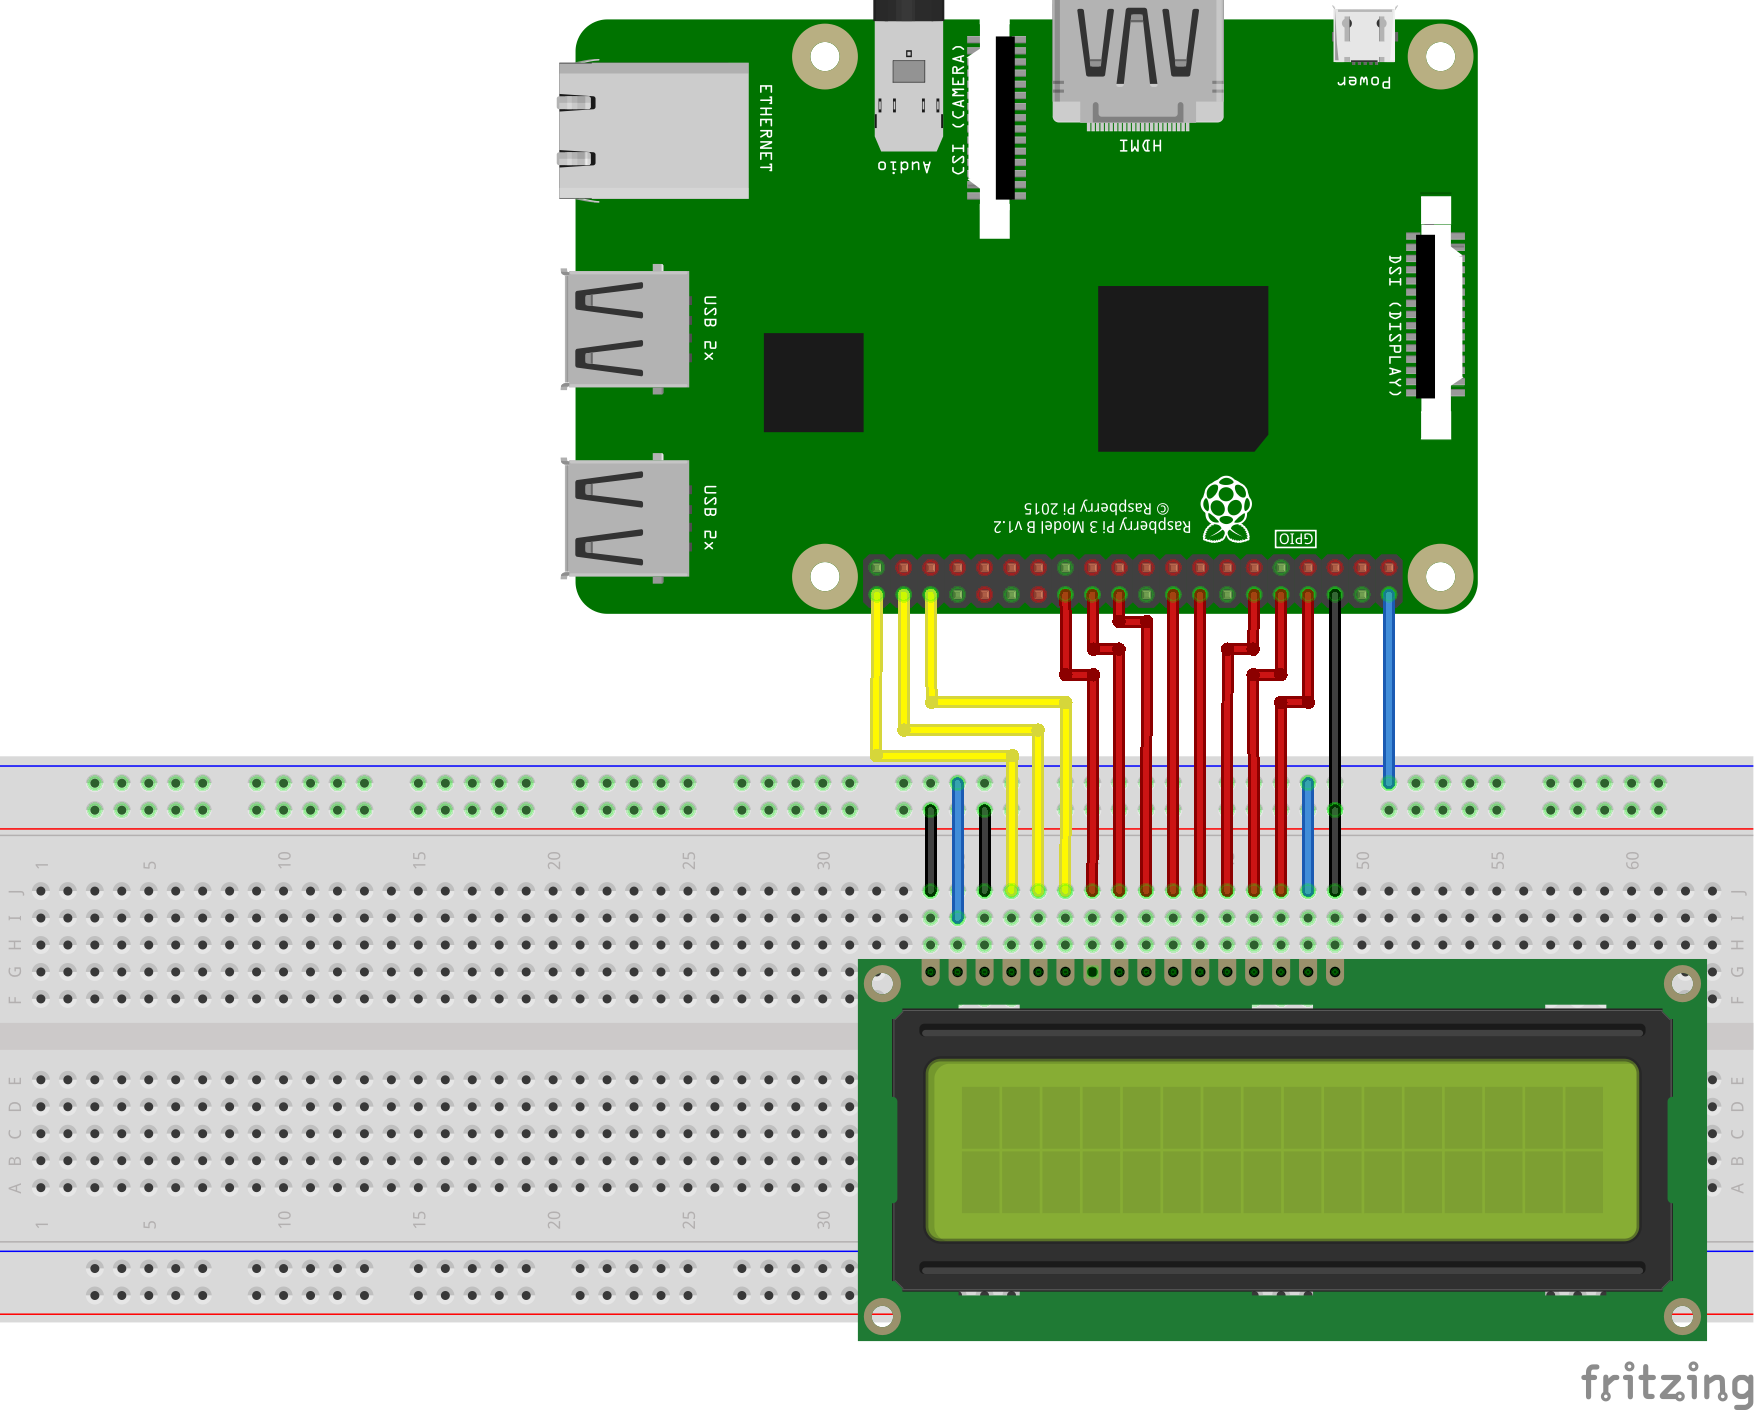 Power
HDMI
Audio
CSI (CAMERA)
ETHERNET
DSI (DISPLAY)
USB 2x
USB 2x
© Raspberry Pi 2015
Raspberry Pi 3 Model B v1.2
GPIO
1 5 10 15 20 25 30 50 55 60
J J
I I
H H
G G
F F
E E
D D
C C
B B
A A
1 5 10 15 20 25 30
fritzing